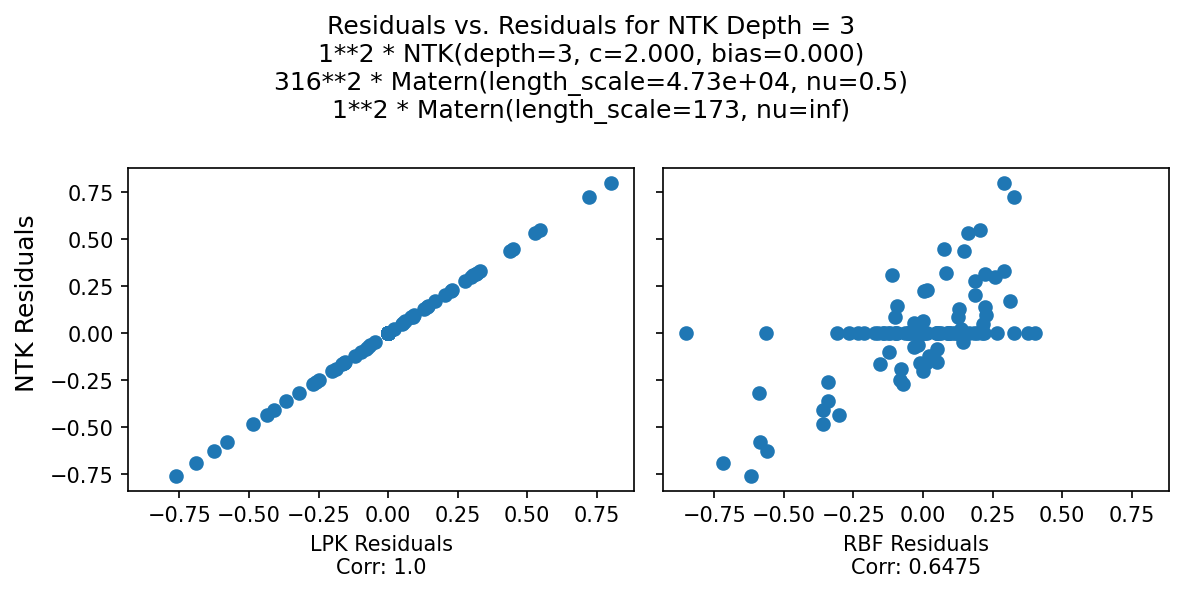 Residuals vs. Residuals for NTK Depth = 3
1**2 * NTK(depth=3, c=2.000, bias=0.000)
316**2 * Matern(length_scale=4.73e+04, nu=0.5)
1**2 * Matern(length_scale=173, nu=inf)
NTK Residuals
0.75
0.50
0.25
0.00
−0.25
−0.50
−0.75
−0.75 −0.50 −0.25 0.00 0.25 0.50 0.75
LPK Residuals
Corr: 1.0
−0.75 −0.50 −0.25 0.00 0.25 0.50 0.75
RBF Residuals
Corr: 0.6475